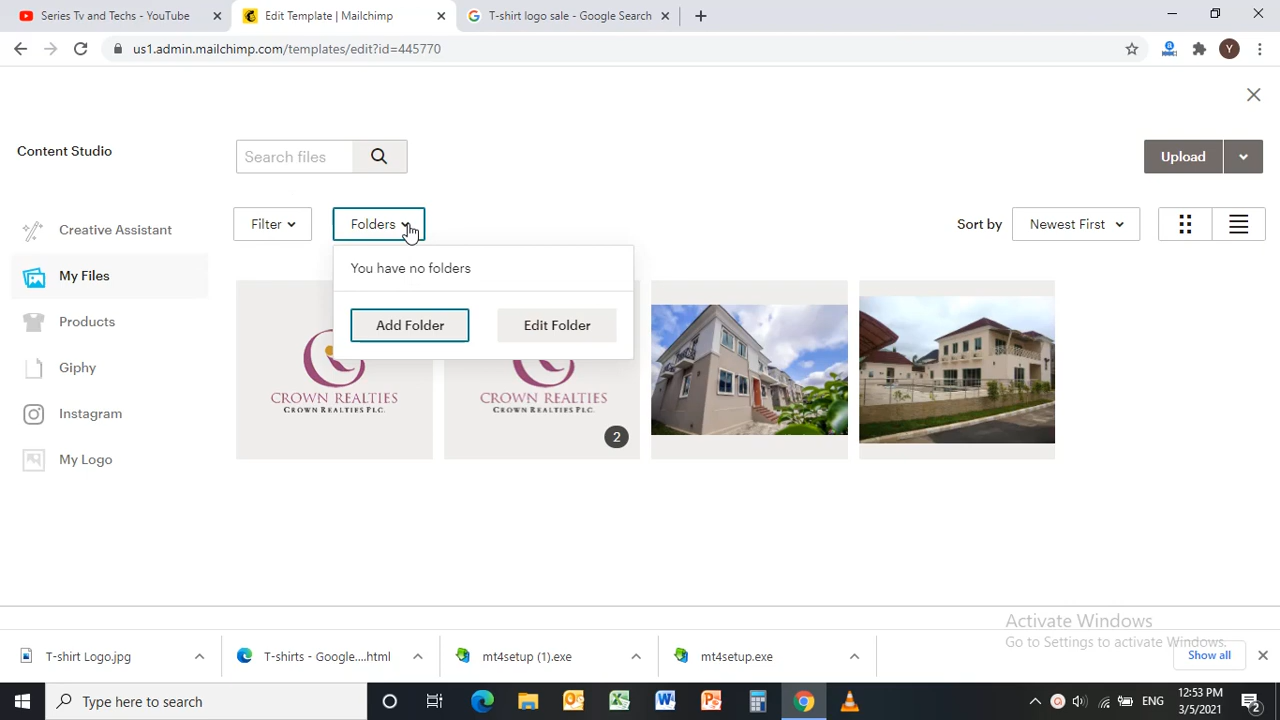 Series Tv and Techs - YouTube
Edit Template | Mailchimp
T-shirt logo sale - Google Search
us1.admin.mailchimp.com/templates/edit?id=445770
Y
Content Studio
Search files
Upload
Filter
Folders
Sort by
Newest First
Creative Assistant
My Files
Products
Giphy
Instagram
My Logo
You have no folders
Add Folder
Edit Folder
CROWN REALTIES
CROWN REALTIES PLC.
CROWN REALTIES
CROWN REALTIES PLC.
2
Activate Windows
Go to Settings to activate Windows.
T-shirt Logo.jpg
T-shirts - Google....html
mt4setup (1).exe
mt4setup.exe
Show all
Type here to search
ENG
12:53 PM
3/5/2021
2